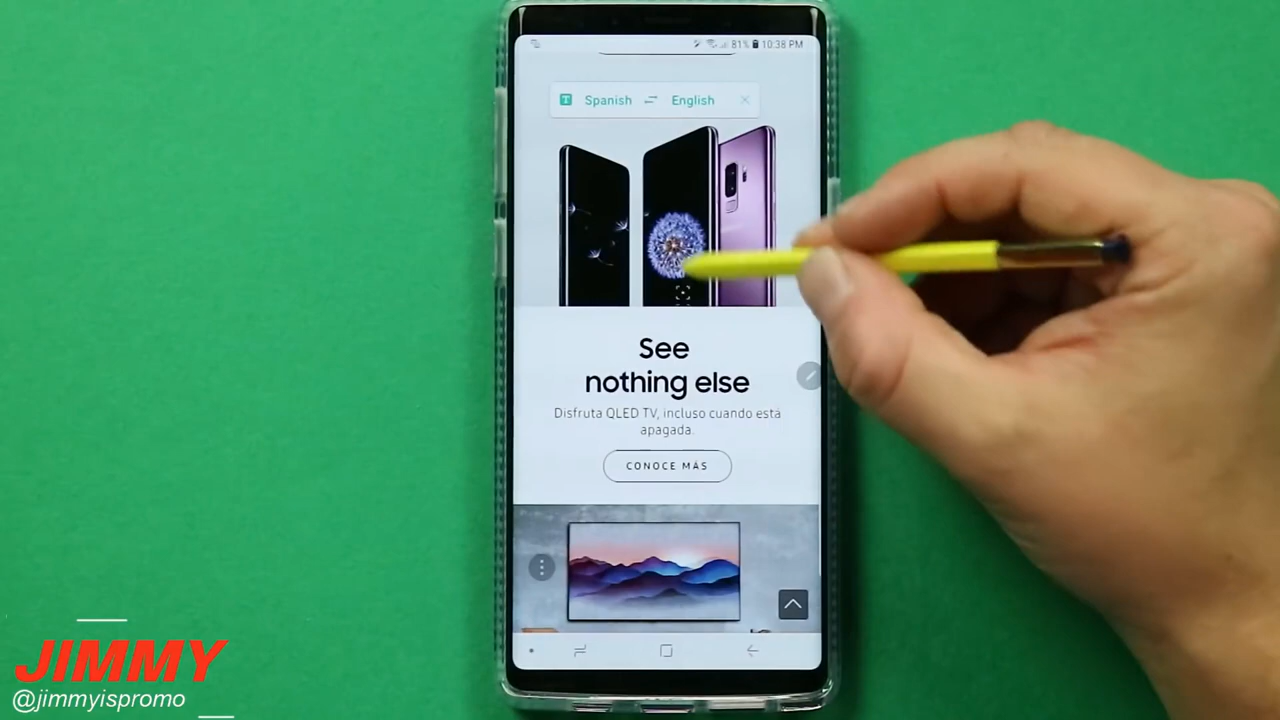 81% 10:38 PM
T Spanish English
See
nothing else
Disfruta QLED TV, incluso cuando está
apagada.
CONOCE MÁS
JIMMY
@jimmyispromo